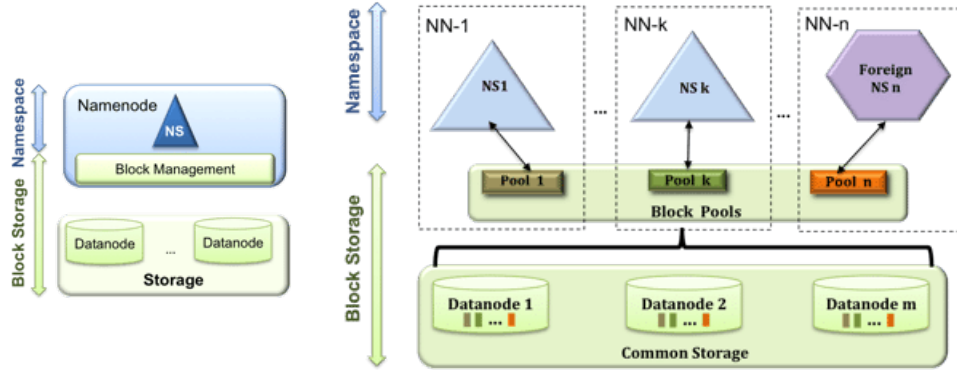 Namespace
Block Storage
Namenode
NS
Block Management
Datanode
...
Datanode
Storage
Namespace
Block Storage
NN-1
NN-k
NN-n
NS1
...
NS k
...
Foreign
NS n
Pool 1
Pool k
Pool n
Block Pools
Datanode 1
...
Datanode 2
...
Datanode m
...
Common Storage